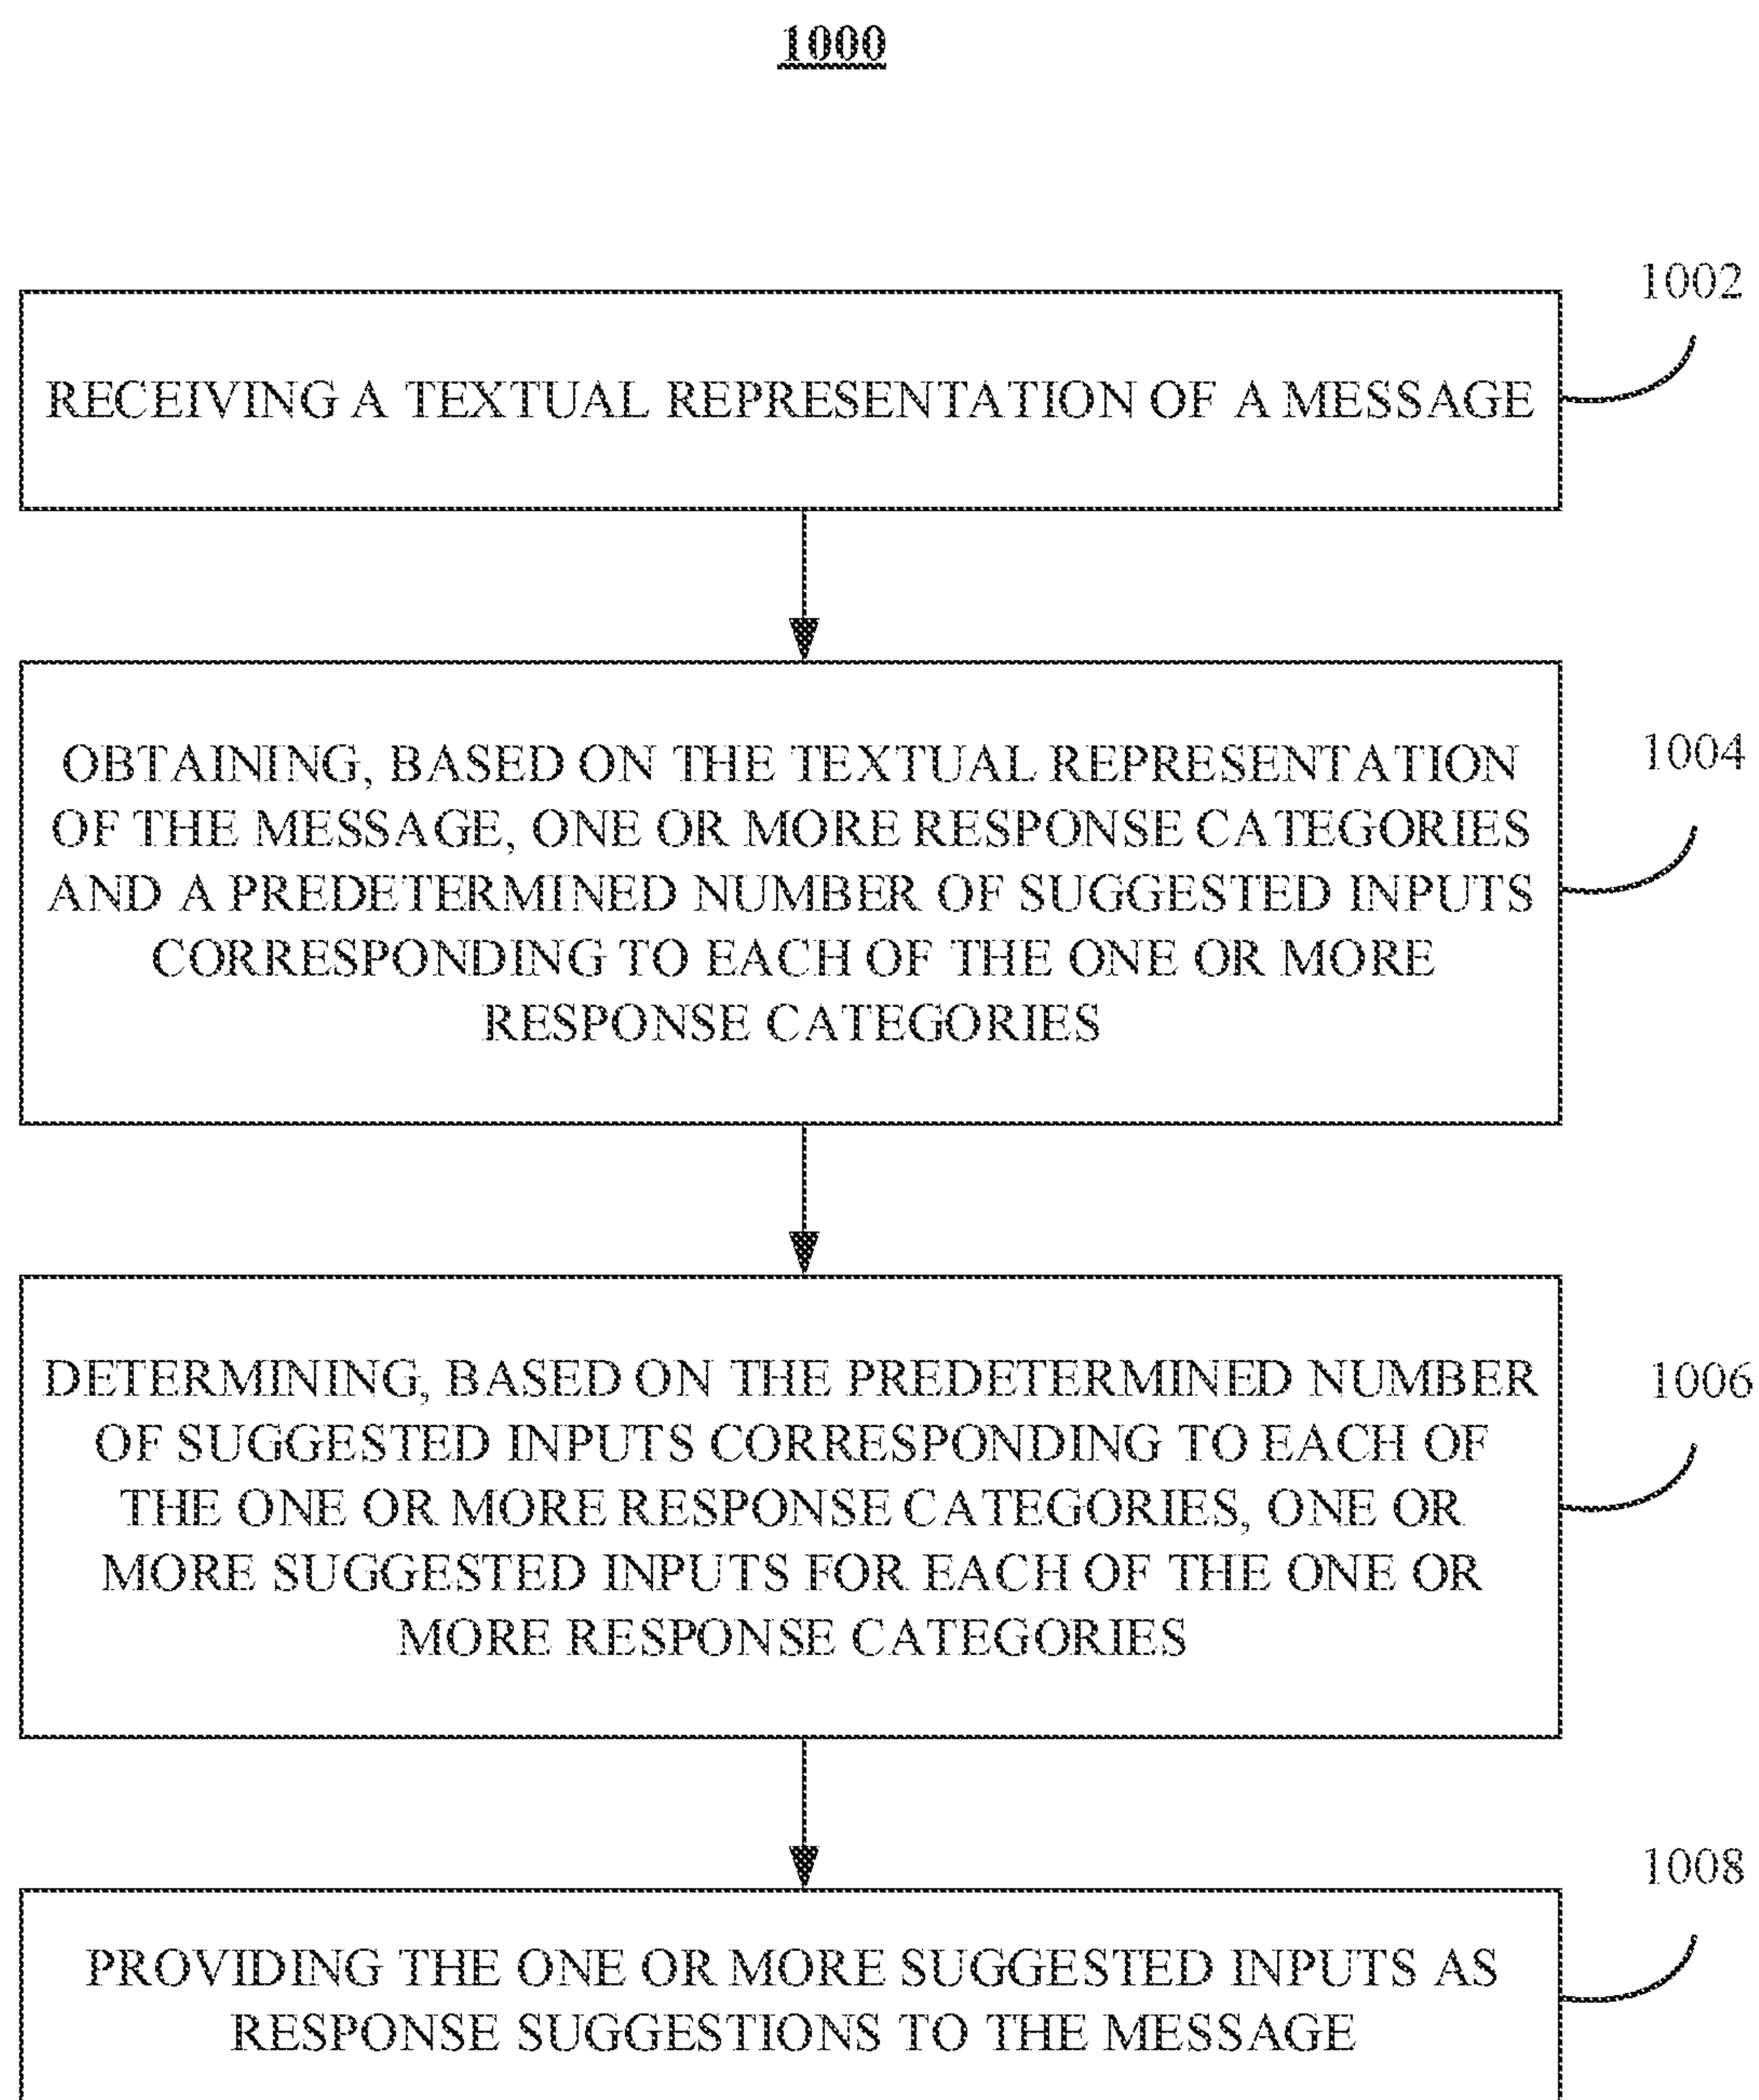 1000
1002
RECEIVING A TEXTUAL REPRESENTATION OF A MESSAGE
1004
OBTAINING, BASED ON THE TEXTUAL REPRESENTATION
OF THE MESSAGE, ONE OR MORE RESPONSE CATEGORIES
AND A PREDETERMINED NUMBER OF SUGGESTED INPUTS
CORRESPONDING TO EACH OF THE ONE OR MORE
RESPONSE CATEGORIES
1006
DETERMINING, BASED ON THE PREDETERMINED NUMBER
OF SUGGESTED INPUTS CORRESPONDING TO EACH OF
THE ONE OR MORE RESPONSE CATEGORIES, ONE OR
MORE SUGGESTED INPUTS FOR EACH OF THE ONE OR
MORE RESPONSE CATEGORIES
1008
PROVIDING THE ONE OR MORE SUGGESTED INPUTS AS
RESPONSE SUGGESTIONS TO THE MESSAGE